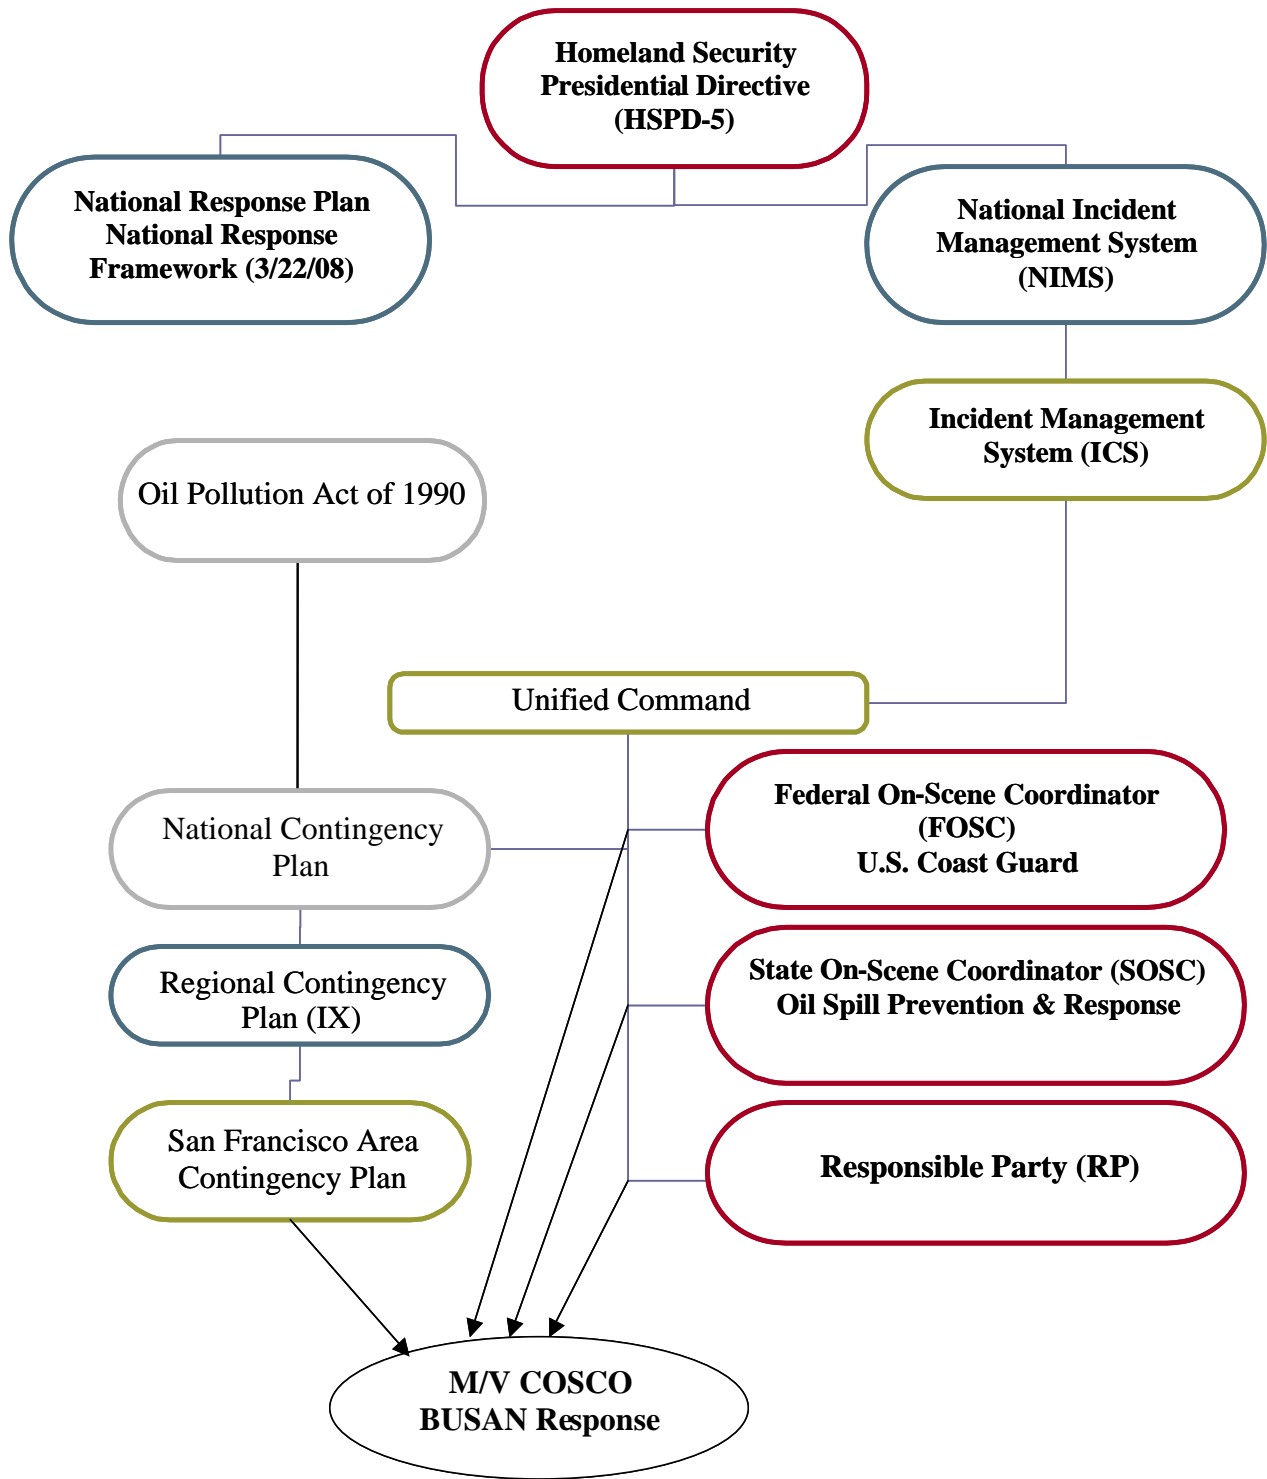 Homeland Security
Presidential Directive
(HSPD-5)
National Response Plan
National Response
Framework (3/22/08)
National Incident
Management System
(NIMS)
Incident Management
System (ICS)
Oil Pollution Act of 1990
Unified Command
National Contingency
Plan
Federal On-Scene Coordinator
(FOSC)
U.S. Coast Guard
Regional Contingency
Plan (IX)
State On-Scene Coordinator (SOSC)
Oil Spill Prevention & Response
San Francisco Area
Contingency Plan
Responsible Party (RP)
M/V COSCO
BUSAN Response